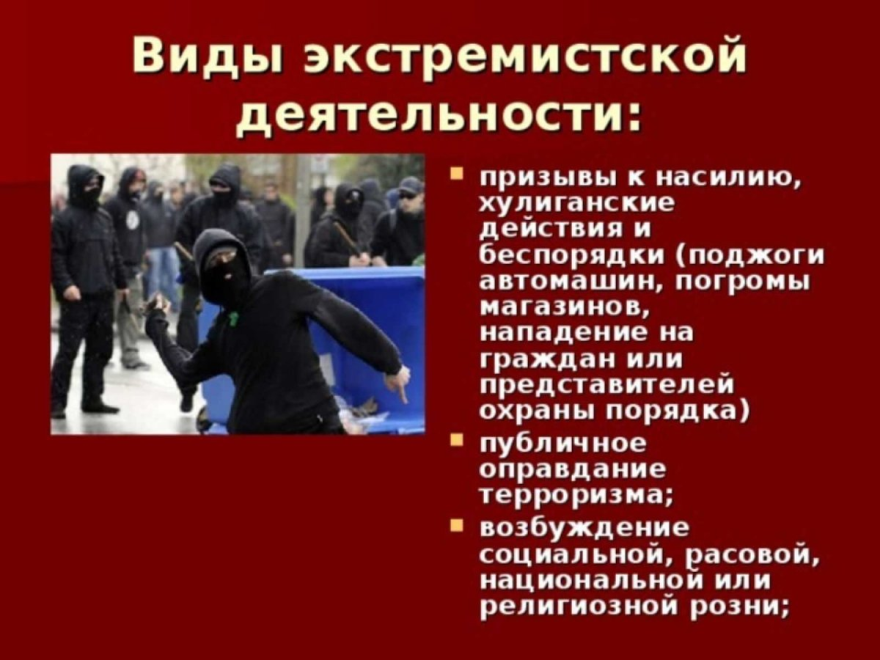 Виды экстремистской
деятельности:
призывы к насилию,
хулиганские
действия и
беспорядки (поджоги
автомашин, погромы
магазинов,
нападение на
граждан или
представителей
охраны порядка)
публичное
оправдание
терроризма;
возбуждение
социальной, расовой,
национальной или
религиозной розни;